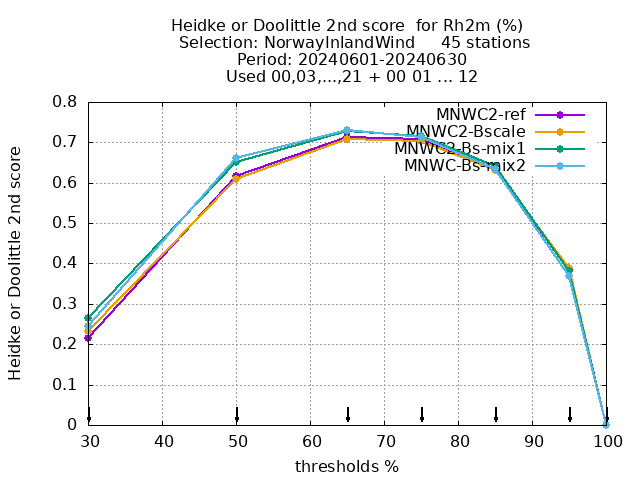 Heidke or Doolittle 2nd score  for Rh2m (%)
Selection: NorwayInlandWind     45 stations
Period: 20240601-20240630
Used 00,03,...,21 + 00 01 ... 12
Heidke or Doolittle 2nd score
0.8
0.7
0.6
0.5
0.4
0.3
0.2
0.1
0
MNWC2-ref
MNWC2-Bscale
MNWC2-Bs-mix1
MNWC-Bs-mix2
30 40 50 60 70 80 90 100
thresholds %